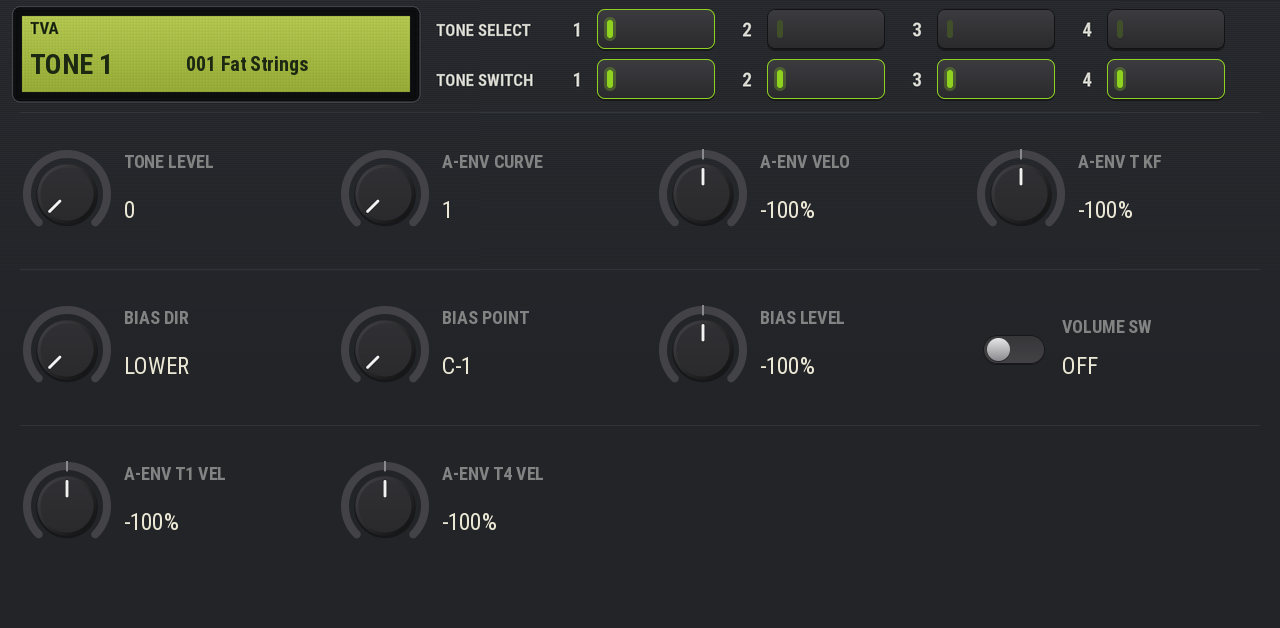 TVA
TONE 1 001 Fat Strings
TONE SELECT 1 2 3 4
TONE SWITCH 1 2 3 4
TONE LEVEL A-ENV CURVE A-ENV VELO A-ENV T KF
0 1 -100% -100%
BIAS DIR BIAS POINT BIAS LEVEL VOLUME SW
LOWER C-1 -100% OFF
A-ENV T1 VEL A-ENV T4 VEL
-100% -100%